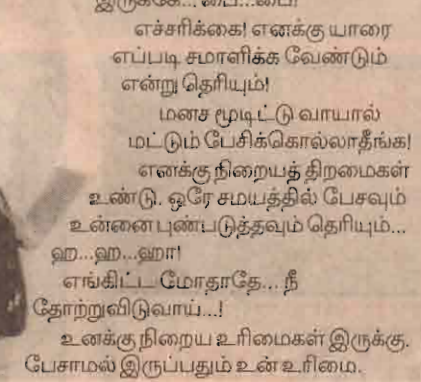 இருக்கே... பை...பை!
எச்சரிக்கை! எனக்கு யாரை
எப்படி சமாளிக்க வேண்டும்
என்று தெரியும்!
மனச மூடிட்டு வாயால்
மட்டும் பேசிக்கொல்லாதீங்க!
எனக்கு நிறையத் திறமைகள்
உண்டு. ஒரே சமயத்தில் பேசவும்
உன்னை புண்படுத்தவும் தெரியும்...
ஹ...ஹ...ஹா!
எங்கிட்ட மோதாதே... நீ
தோற்றுவிடுவாய்...!
உனக்கு நிறைய உரிமைகள் இருக்கு.
பேசாமல் இருப்பதும் உன் உரிமை.